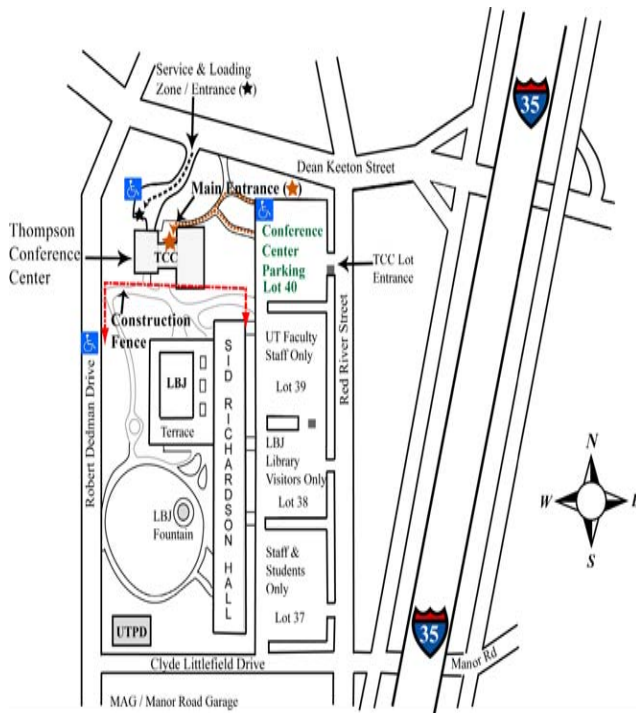 Service & Loading
Zone / Entrance (★)
35
Dean Keeton Street
Main Entrance (★)
Thompson
Conference
Center
TCC
Conference
Center
Parking
Lot 40
TCC Lot
Entrance
Construction
Fence
UT Faculty
Staff Only
Lot 39
Red River Street
Robert Dedman Drive
LBJ
Terrace
SID RICHARDSON HALL
LBJ
Library
Visitors Only
Lot 38
N
W
E
S
LBJ
Fountain
Staff &
Students
Only
Lot 37
UTPD
35
Clyde Littlefield Drive
Manor Rd
MAG / Manor Road Garage